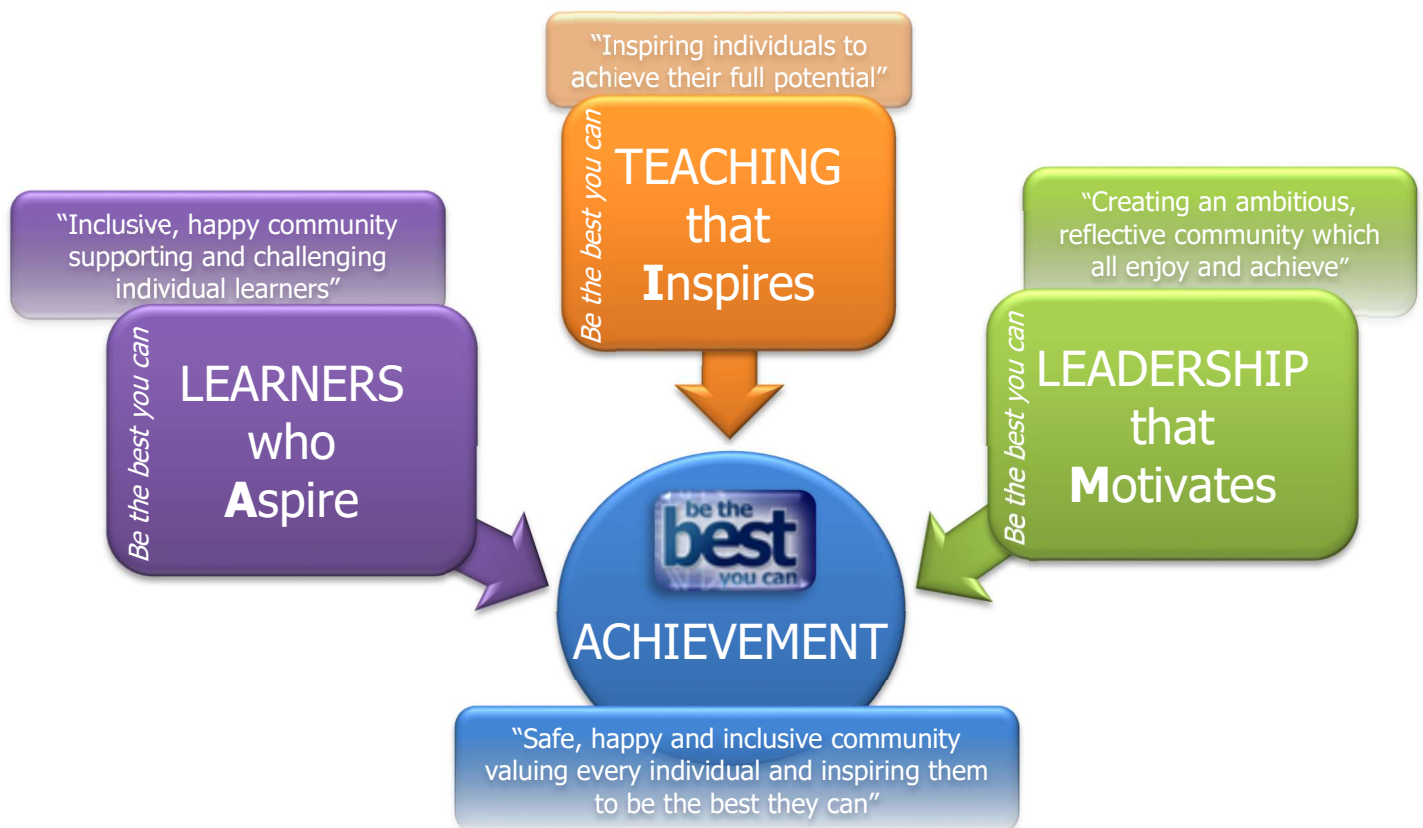 “Inspiring individuals to
achieve their full potential”
Be the best you can
TEACHING
that
Inspires
“Inclusive, happy community
supporting and challenging
individual learners”
Be the best you can
LEARNERS
who
Aspire
“Creating an ambitious,
reflective community which
all enjoy and achieve”
Be the best you can
LEADERSHIP
that
Motivates
be the
best
you can
ACHIEVEMENT
“Safe, happy and inclusive community
valuing every individual and inspiring them
to be the best they can”